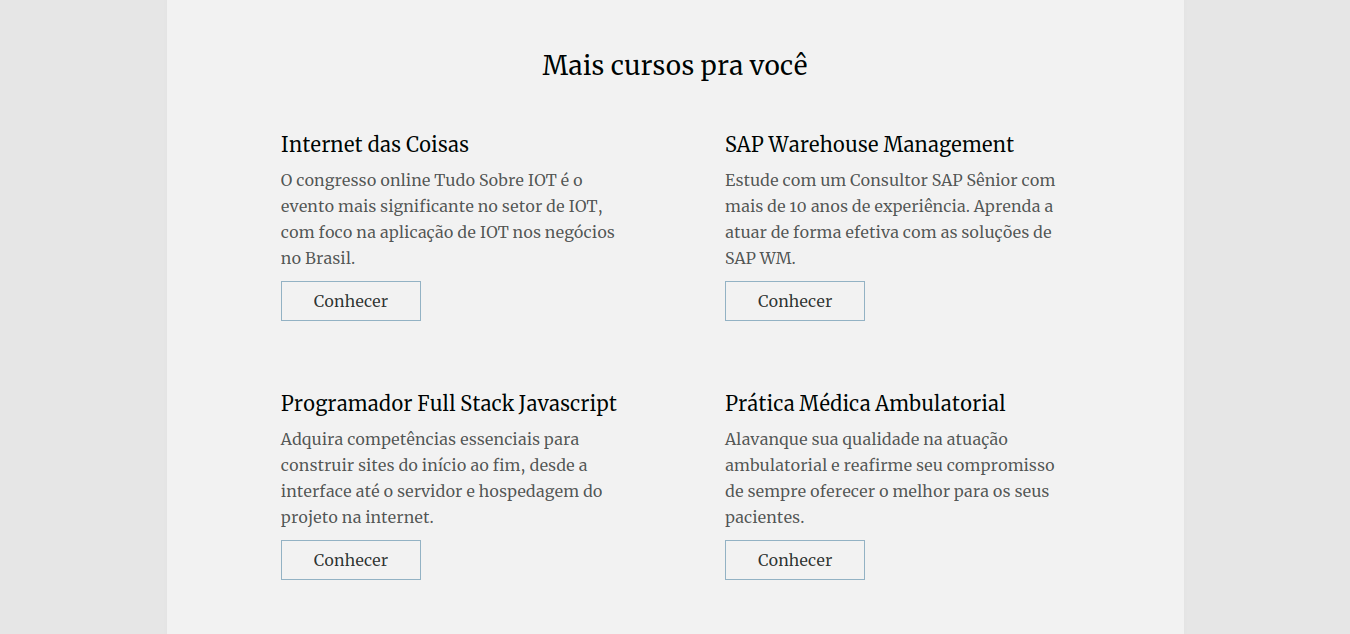 Mais cursos pra você
Internet das Coisas
O congresso online Tudo Sobre IOT é o
evento mais significante no setor de IOT,
com foco na aplicação de IOT nos negócios
no Brasil.
Conhecer
SAP Warehouse Management
Estude com um Consultor SAP Sênior com
mais de 10 anos de experiência. Aprenda a
atuar de forma efetiva com as soluções de
SAP WM.
Conhecer
Programador Full Stack Javascript
Adquira competências essenciais para
construir sites do início ao fim, desde a
interface até o servidor e hospedagem do
projeto na internet.
Conhecer
Prática Médica Ambulatorial
Alavanque sua qualidade na atuação
ambulatorial e reafirme seu compromisso
de sempre oferecer o melhor para os seus
pacientes.
Conhecer